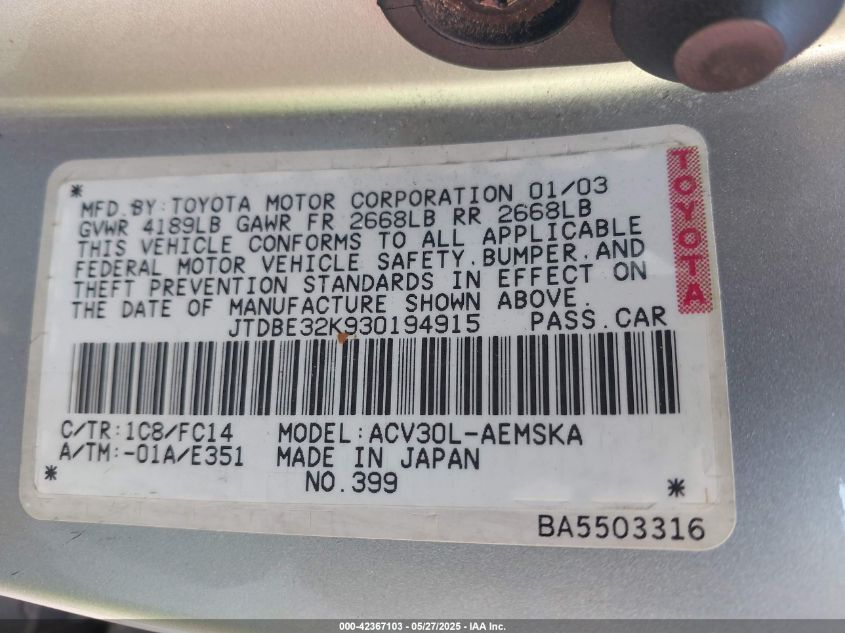 *
MFD.BY:TOYOTA MOTOR CORPORATION 01/03
GVWR 4189LB GAWR FR 2668LB RR 2668LB
THIS VEHICLE CONFORMS TO ALL APPLICABLE
FEDERAL MOTOR VEHICLE SAFETY,BUMPER,AND
THEFT PREVENTION STANDARDS IN EFFECT ON
THE DATE OF MANUFACTURE SHOWN ABOVE.
JTDBE32K930194915 PASS.CAR
TOYOTA
C/TR:1C8/FC14 MODEL:ACV30L-AEMSKA
A/TM:-01A/E351 MADE IN JAPAN
* NO.399 *
BA5503316
000-42367103 — 05/27/2025 — IAA Inc.